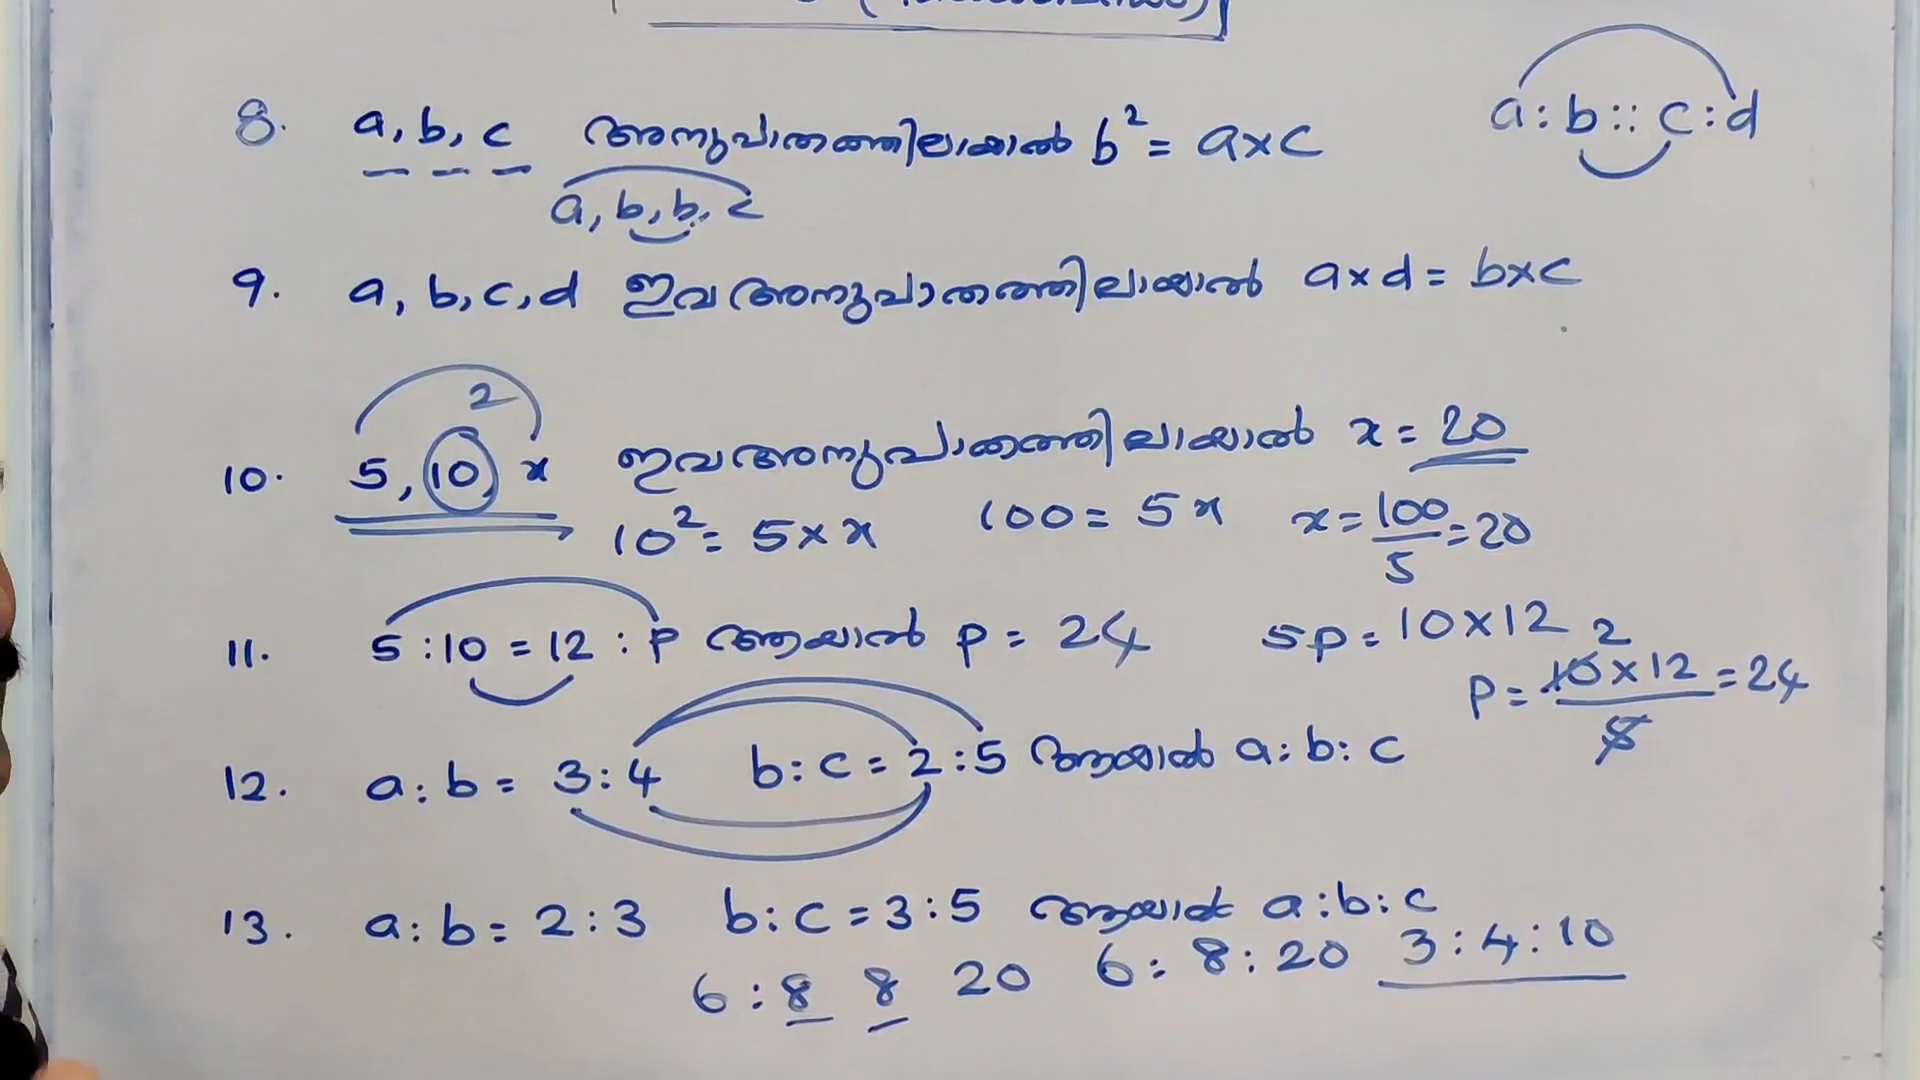 8. a, b, c അനുപാതത്തിലായാൽ b² = a×c
a:b::c:d
a, b, b, c
9. a, b, c, d ഇവ അനുപാതത്തിലായാൽ a×d = b×c
2
10. 5, 10, x ഇവ അനുപാതത്തിലായാൽ x = 20
10² = 5××x 100 = 5x x = 100/5 = 20
11. 5:10 = 12:p ആയാൽ p = 24 5p = 10×12
2
p = 10×12/5 = 24
12. a:b = 3:4 b:c = 2:5 ആയാൽ a:b:c
13. a:b = 2:3 b:c = 3:5 ആയാൽ a:b:c
6:8 8 20 6:8:20 3:4:10